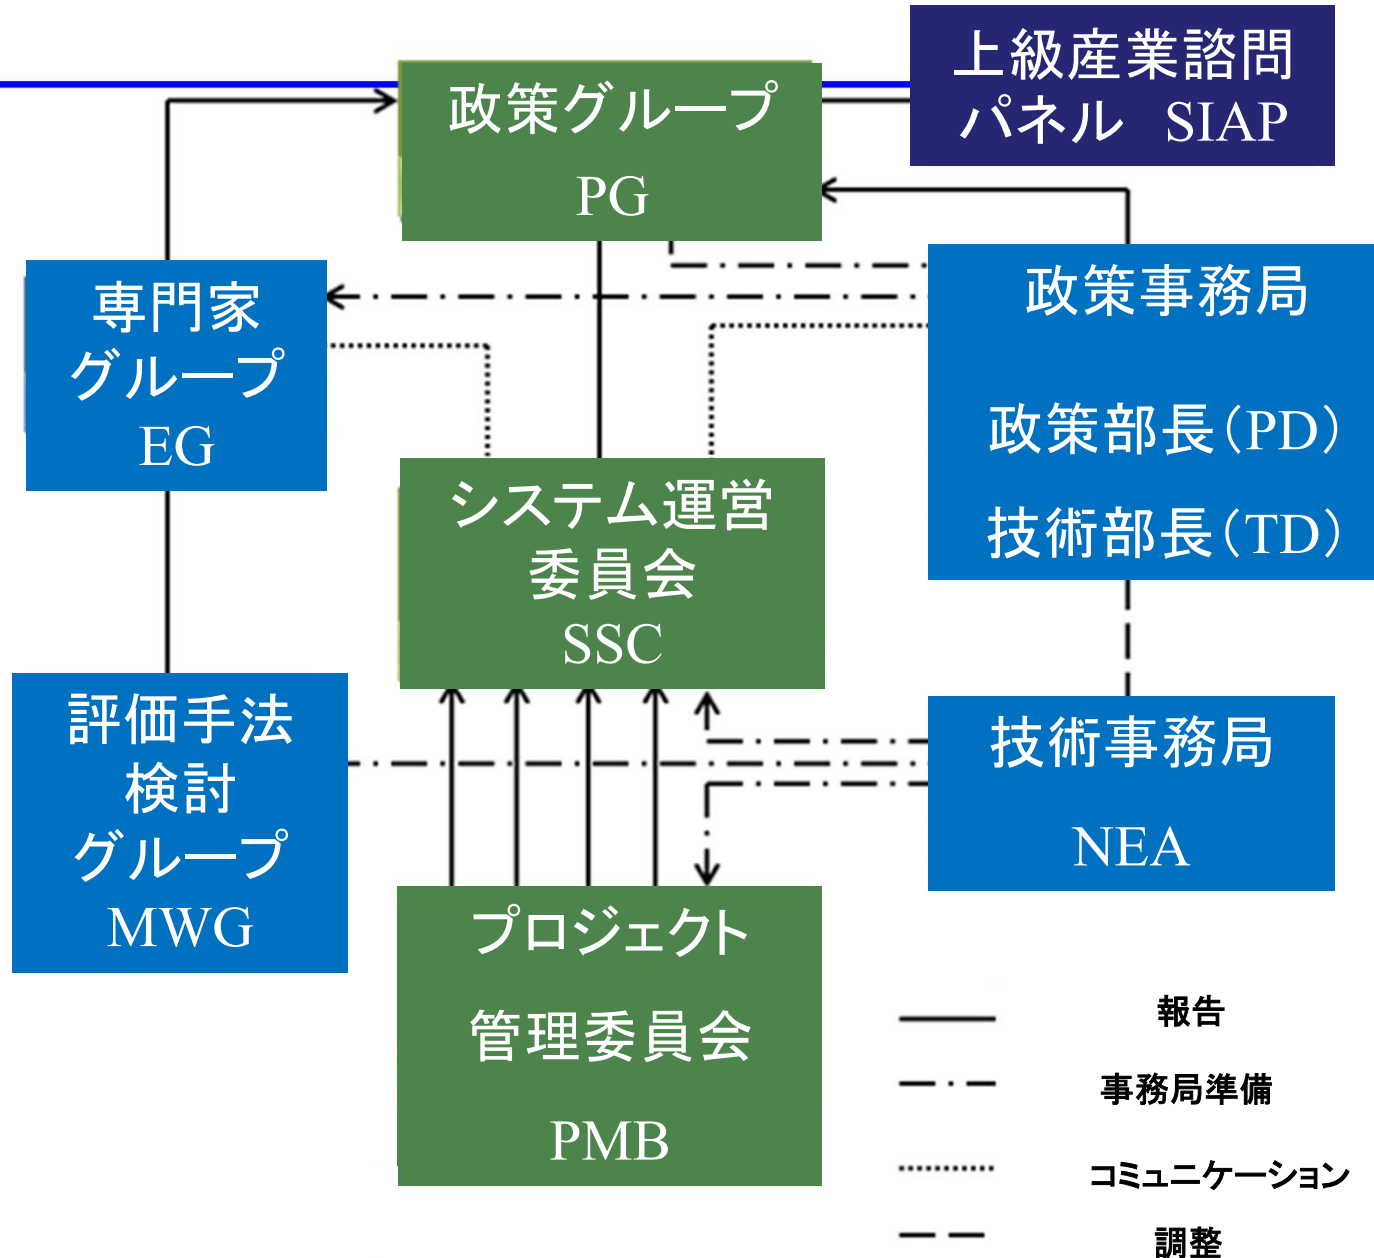 上級産業諮問
パネル SIAP
政策グループ
PG
専門家
グループ
EG
政策事務局
政策部長(PD)
技術部長(TD)
システム運営
委員会
SSC
評価手法
検討
グループ
MWG
技術事務局
NEA
プロジェクト
管理委員会
PMB
報告
事務局準備
コミュニケーション
調整